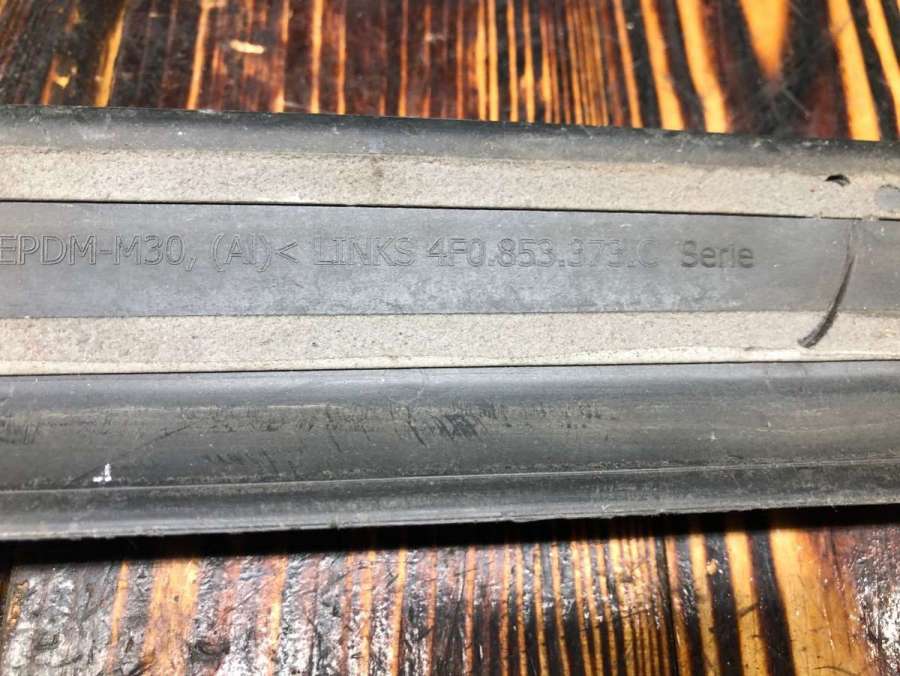 EPDM-M30, (Al)< LINKS 4F0.853.373.C Serie